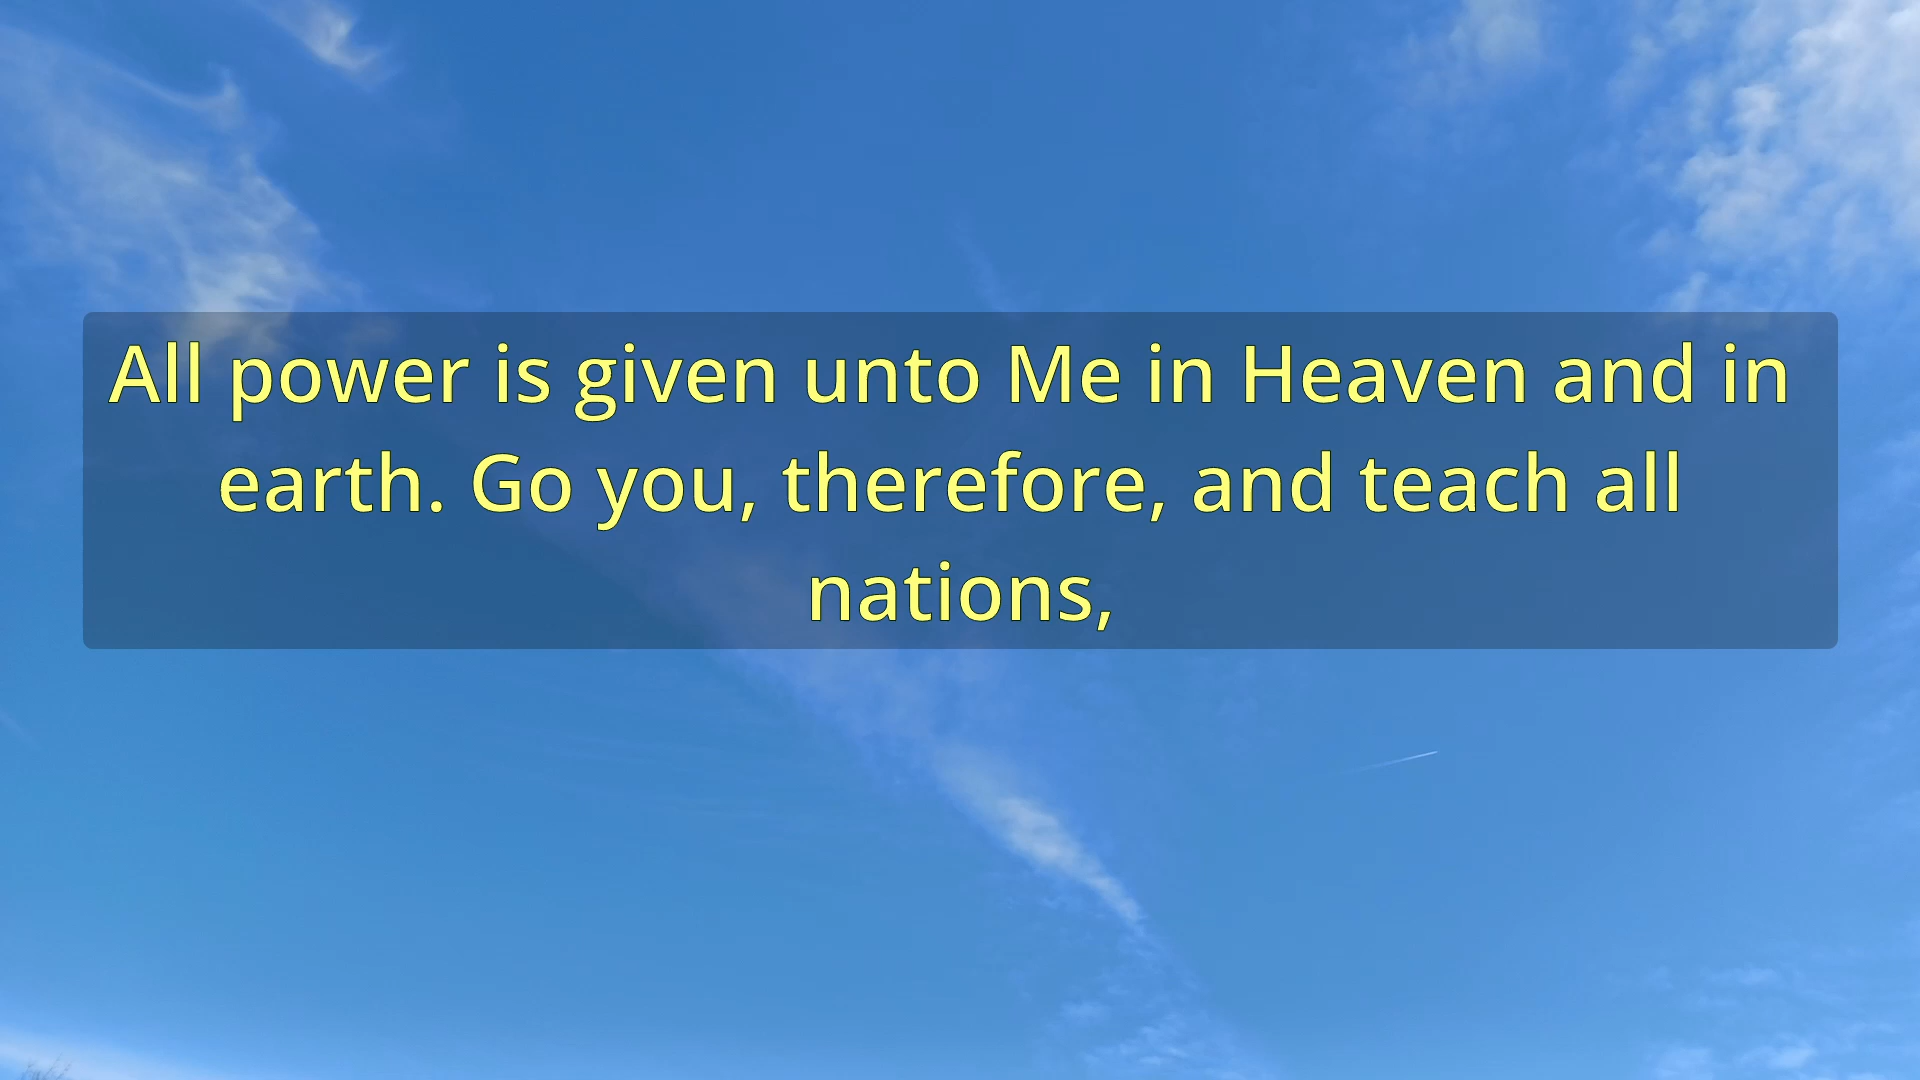 All power is given unto Me in Heaven and in
earth. Go you, therefore, and teach all
nations,